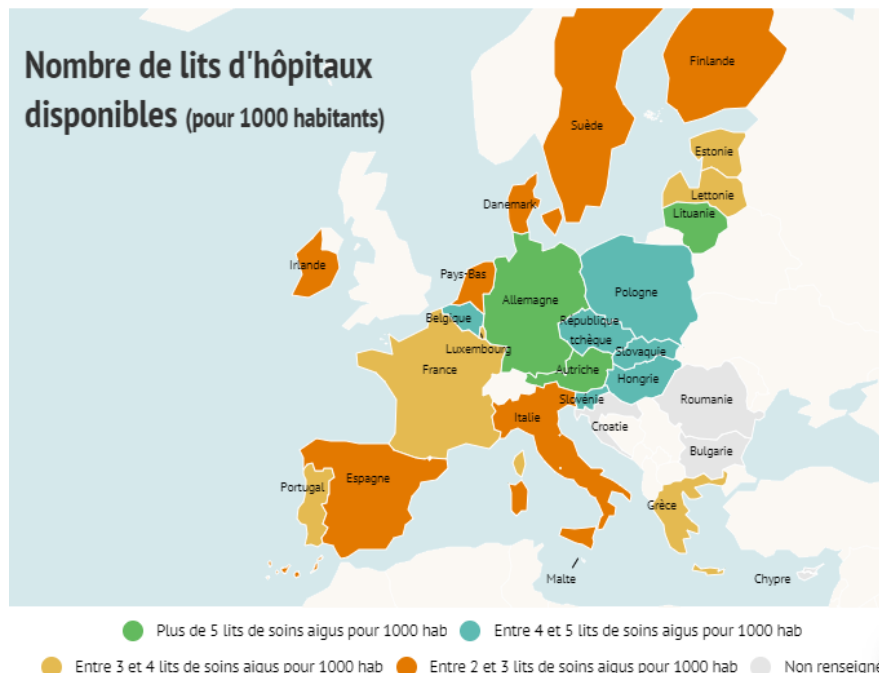 Nombre de lits d'hôpitaux
disponibles (pour 1000 habitants)
Finlande
Suède
Estonie
Lettonie
Danemark
Lituanie
Irlande
Pays-Bas
Allemagne
Pologne
Belgique
République
tchèque
Luxembourg
Slovaquie
France
Autriche
Hongrie
Slovénie
Roumanie
Italie
Croatie
Bulgarie
Espagne
Portugal
Grèce
Malte
Chypre
Plus de 5 lits de soins aigus pour 1000 hab
Entre 4 et 5 lits de soins aigus pour 1000 hab
Entre 3 et 4 lits de soins aigus pour 1000 hab
Entre 2 et 3 lits de soins aigus pour 1000 hab
Non renseigné